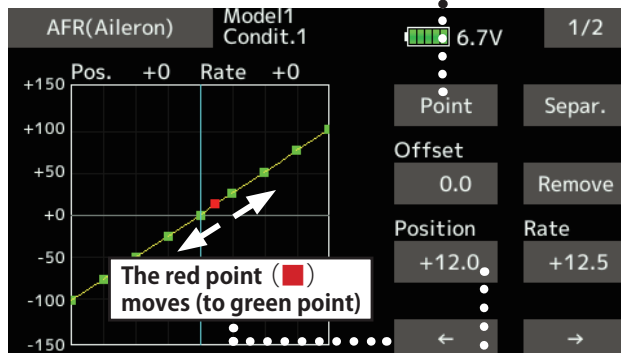 AFR(Aileron)
Model1
Condit.1
6.7V
1/2
Pos. +0 Rate +0
+150
+100
+50
+0
-50
-100
-150
Point
Separ.
Offset
0.0
Remove
Position
Rate
+12.0
+12.5
←
→
The red point (■)
moves (to green point)